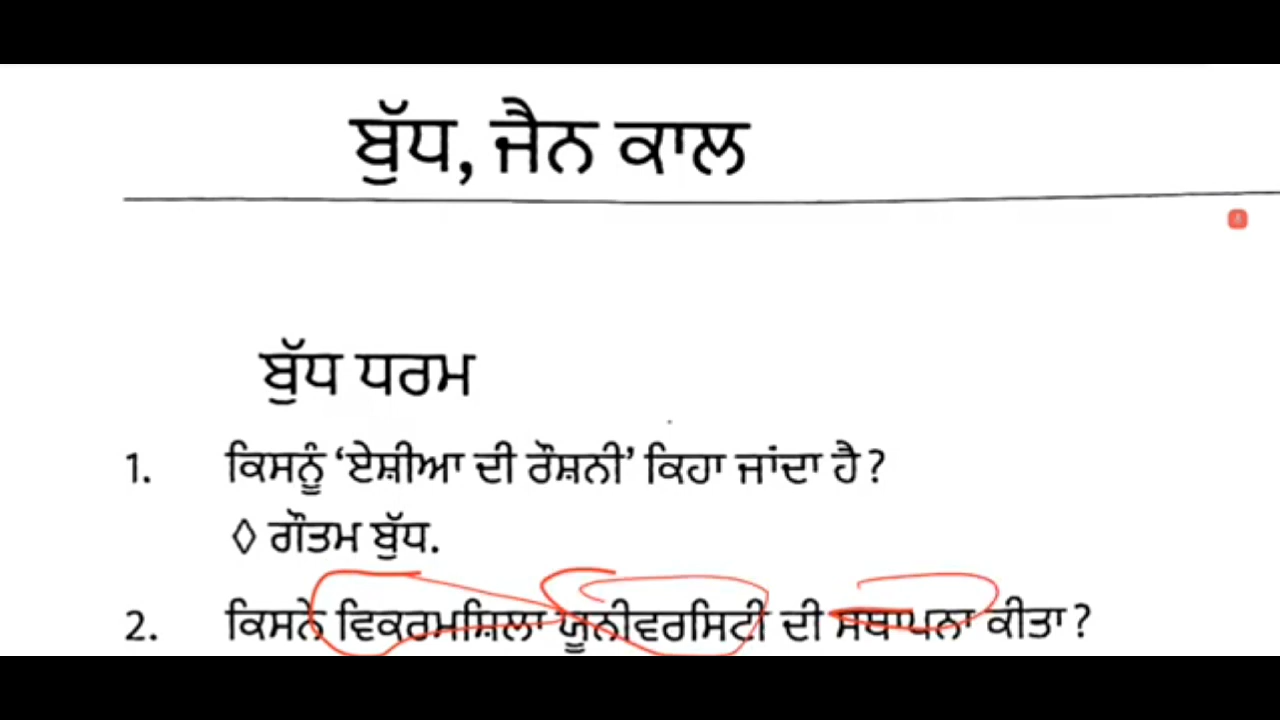 ਬੁੱਧ, ਜੈਨ ਕਾਲ
ਬੁੱਧ ਧਰਮ
1. ਕਿਸਨੂੰ ‘ਏਸ਼ੀਆ ਦੀ ਰੌਸ਼ਨੀ’ ਕਿਹਾ ਜਾਂਦਾ ਹੈ?
◊ ਗੌਤਮ ਬੁੱਧ.
2. ਕਿਸਨੇ ਵਿਕਰਮਸ਼ਿਲਾ ਯੂਨੀਵਰਸਿਟੀ ਦੀ ਸਥਾਪਨਾ ਕੀਤਾ?